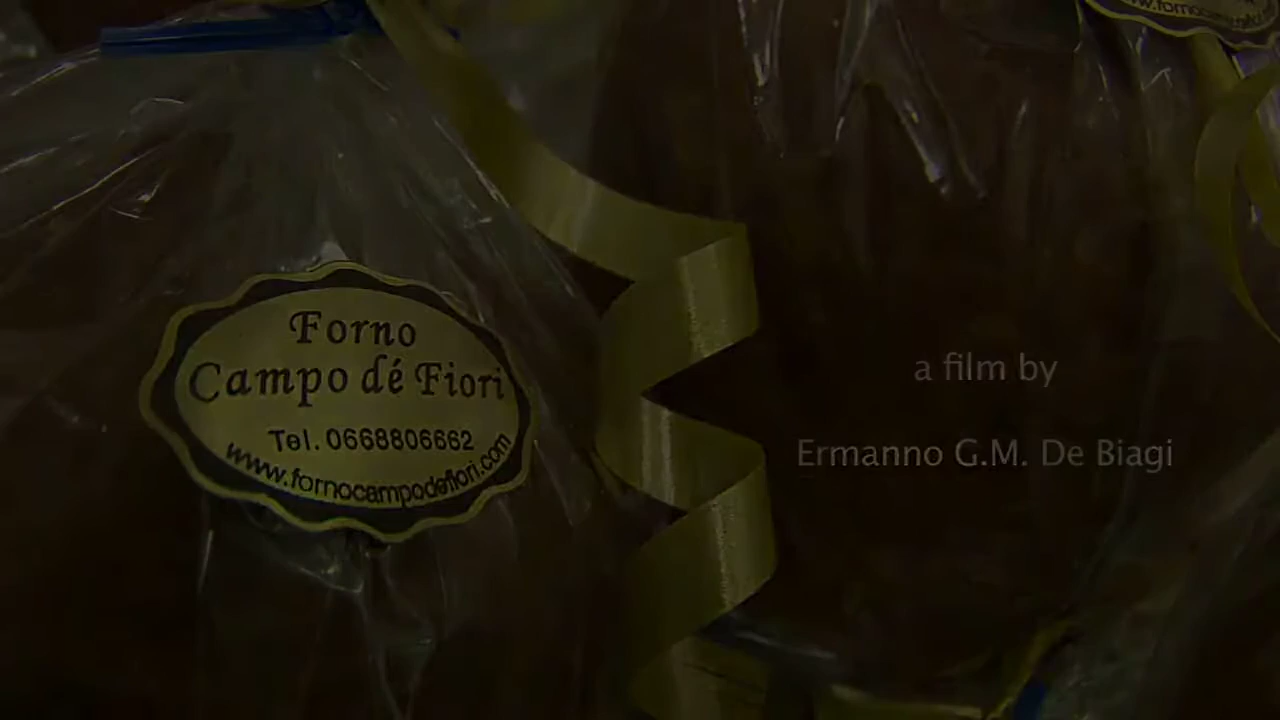 Forno
Campo dé Fiori
Tel. 0668806662
www.fornocampodefiori.com
a film by
Ermanno G.M. De Biagi